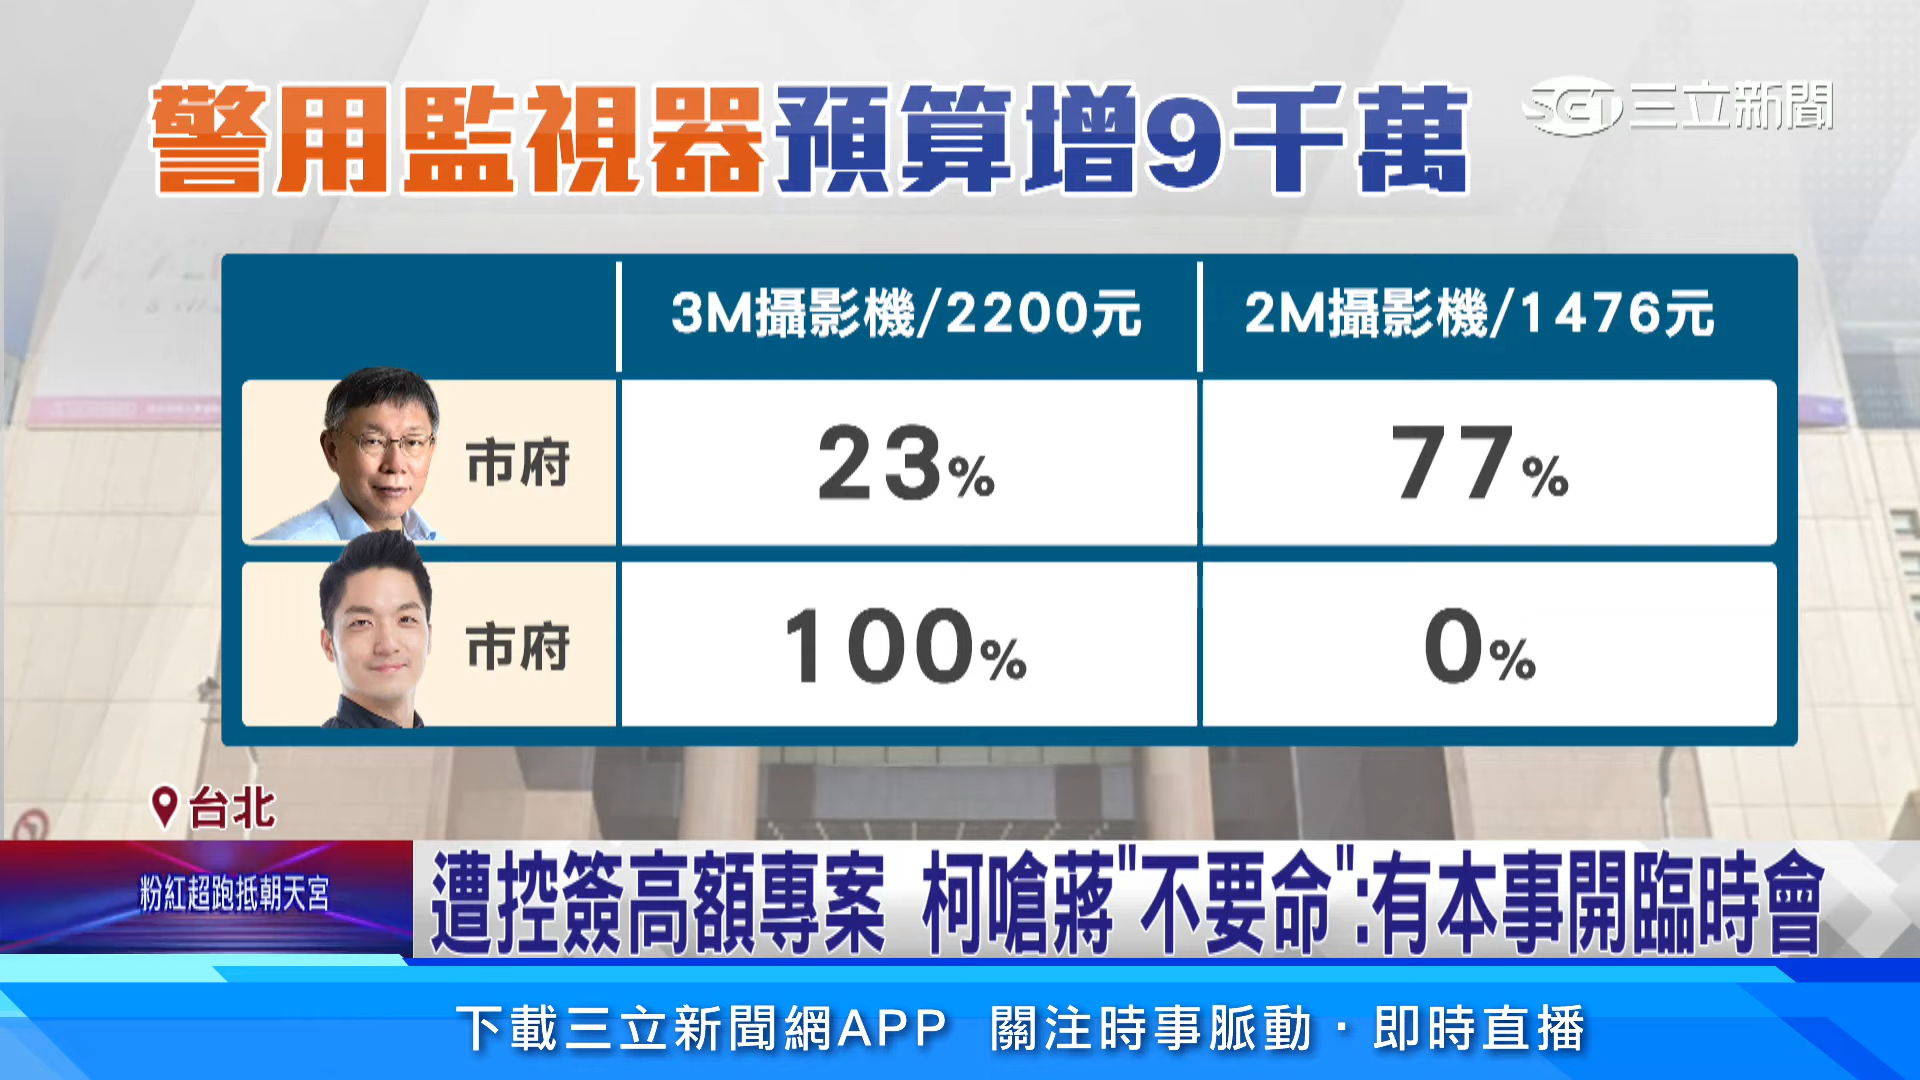 警用監視器預算增9千萬
SET三立新聞
3M攝影機/2200元
2M攝影機/1476元
市府
23%
77%
市府
100%
0%
台北
粉紅超跑抵朝天宮
遭控簽高額專案 柯嗆蔣"不要命":有本事開臨時會
下載三立新聞網APP 關注時事脈動·即時直播